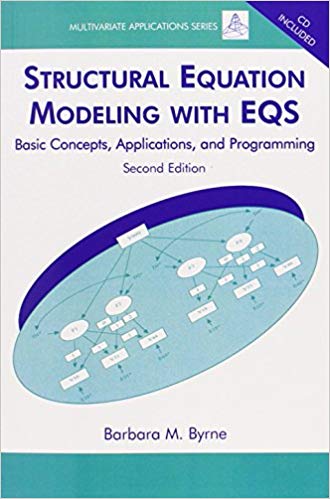 MULTIVARIATE APPLICATIONS SERIES
CD
INCLUDED
STRUCTURAL EQUATION
MODELING WITH EQS
Basic Concepts, Applications, and Programming
Second Edition
Barbara M. Byrne